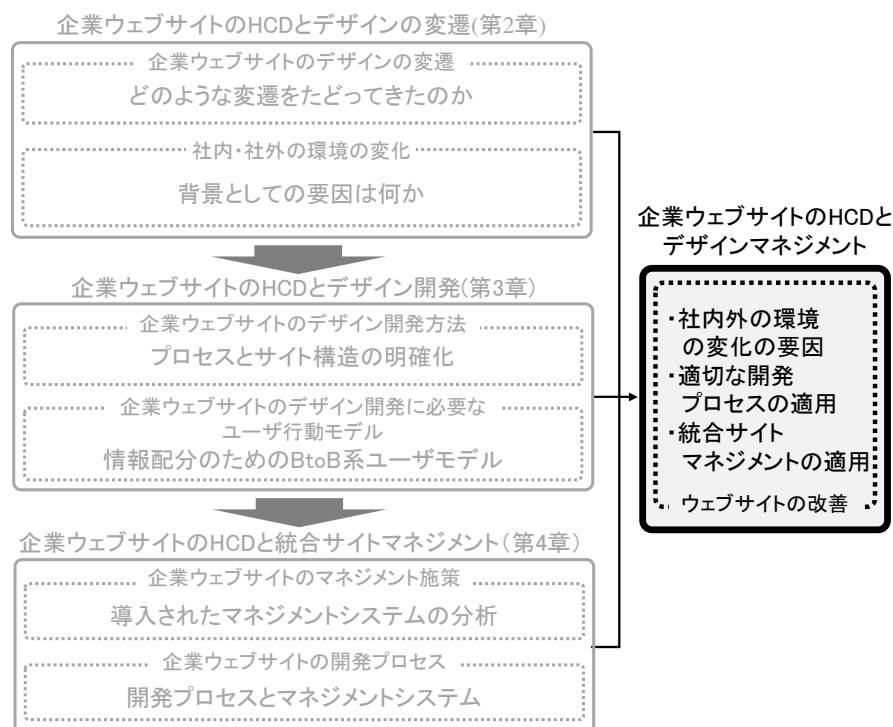 企業ウェブサイトのHCDとデザインの変遷(第2章)
企業ウェブサイトのデザインの変遷
どのような変遷をたどってきたのか
社内・社外の環境の変化
背景としての要因は何か
企業ウェブサイトのHCDとデザイン開発(第3章)
企業ウェブサイトのデザイン開発方法
プロセスとサイト構造の明確化
企業ウェブサイトのデザイン開発に必要な
ユーザ行動モデル
情報配分のためのBtoB系ユーザモデル
企業ウェブサイトのHCDと統合サイトマネジメント(第4章)
企業ウェブサイトのマネジメント施策
導入されたマネジメントシステムの分析
企業ウェブサイトの開発プロセス
開発プロセスとマネジメントシステム
企業ウェブサイトのHCDと
デザインマネジメント
・社内外の環境
の変化の要因
・適切な開発
プロセスの適用
・統合サイト
マネジメントの適用
ウェブサイトの改善